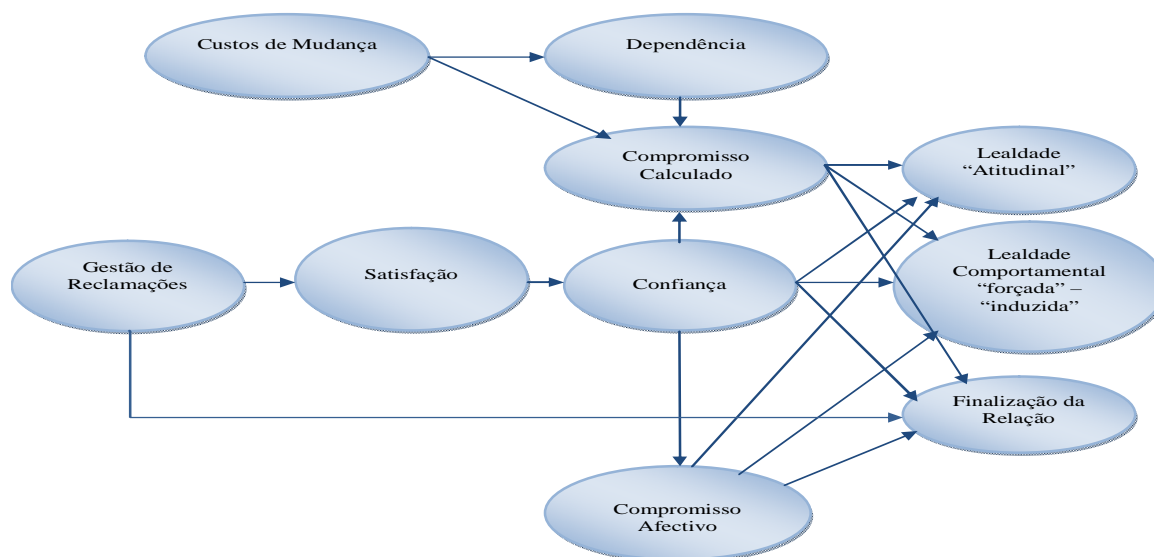 Custos de Mudança
Dependência
Compromisso
Calculado
Lealdade
“Atitudinal”
Gestão de
Reclamações
Satisfação
Confiança
Lealdade
Comportamental
“forçada” –
“induzida”
Finalização da
Relação
Compromisso
Afectivo